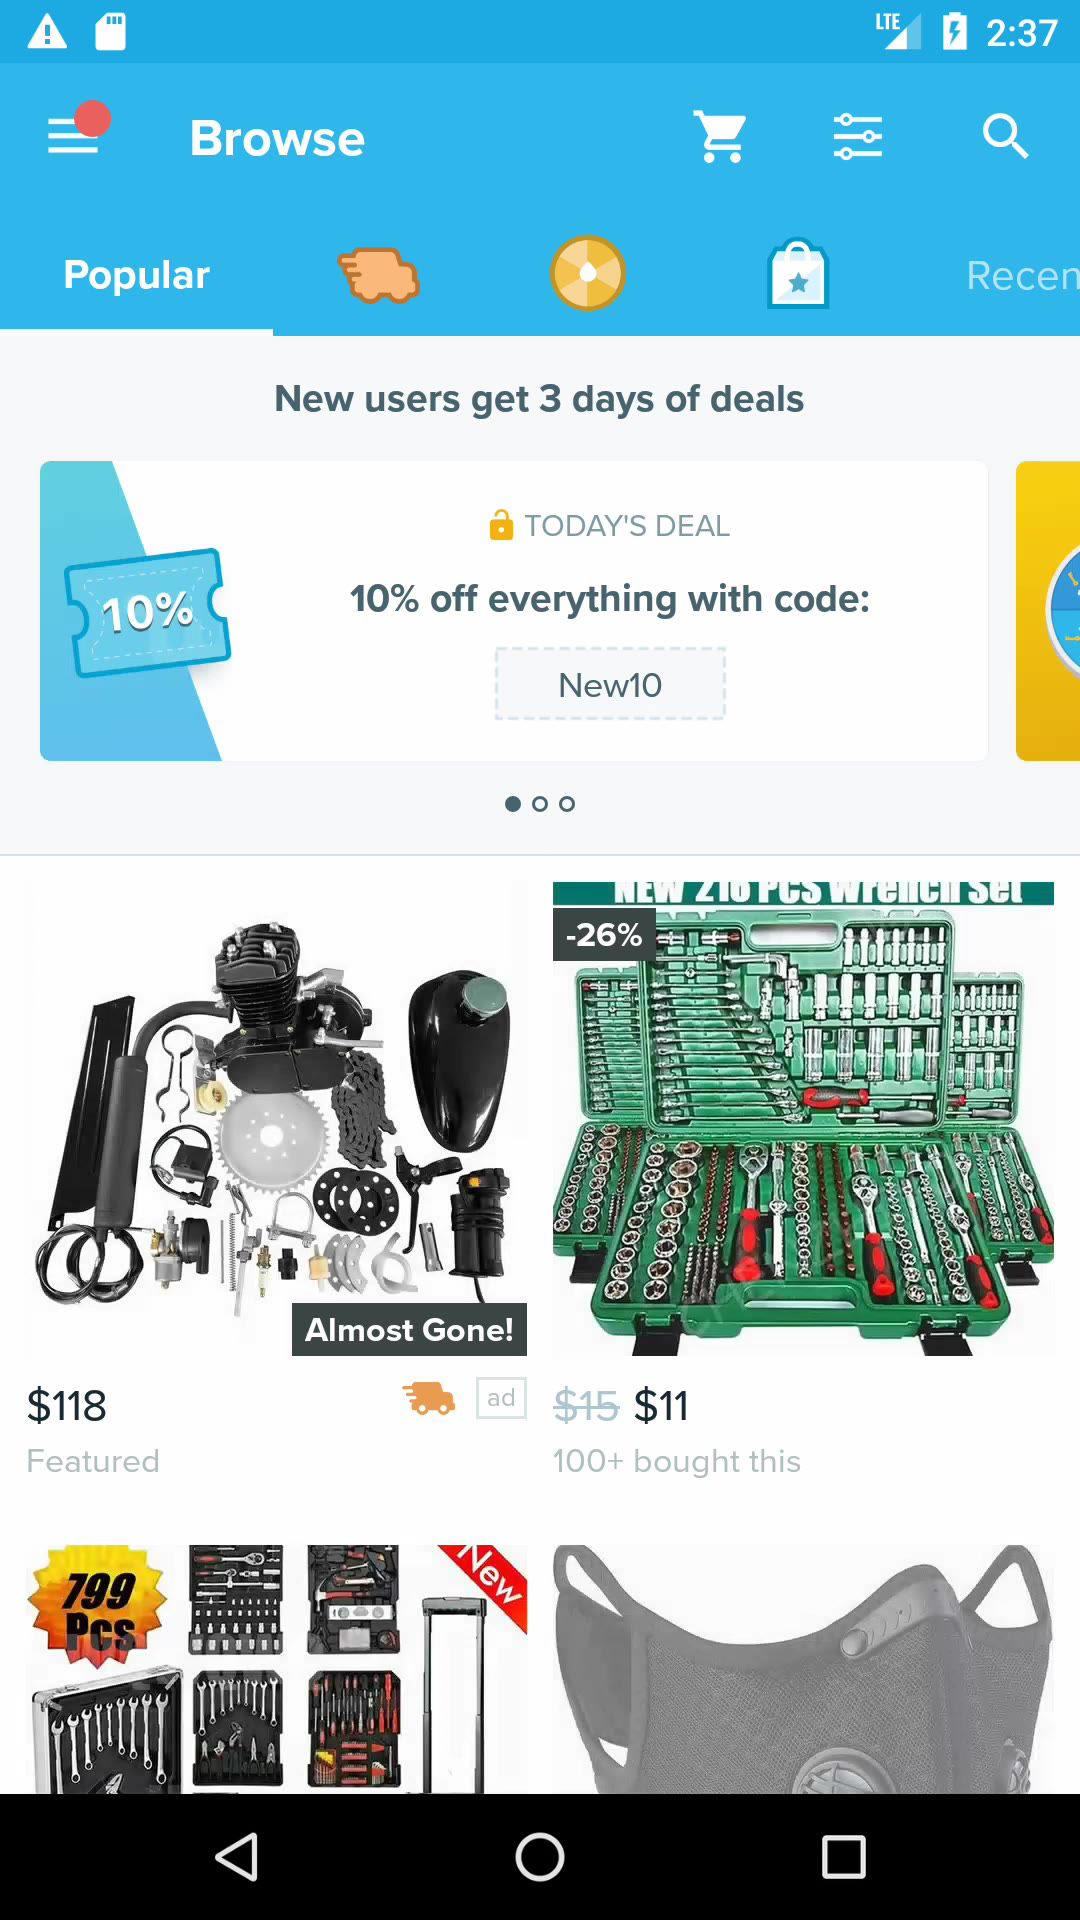 LTE 2:37
Browse
Popular
Recen
New users get 3 days of deals
TODAY'S DEAL
10%
10% off everything with code:
New10
NEW 216 PCS Wrench Set
-26%
Almost Gone!
$118 ad
Featured
$15 $11
100+ bought this
799
Pcs
New